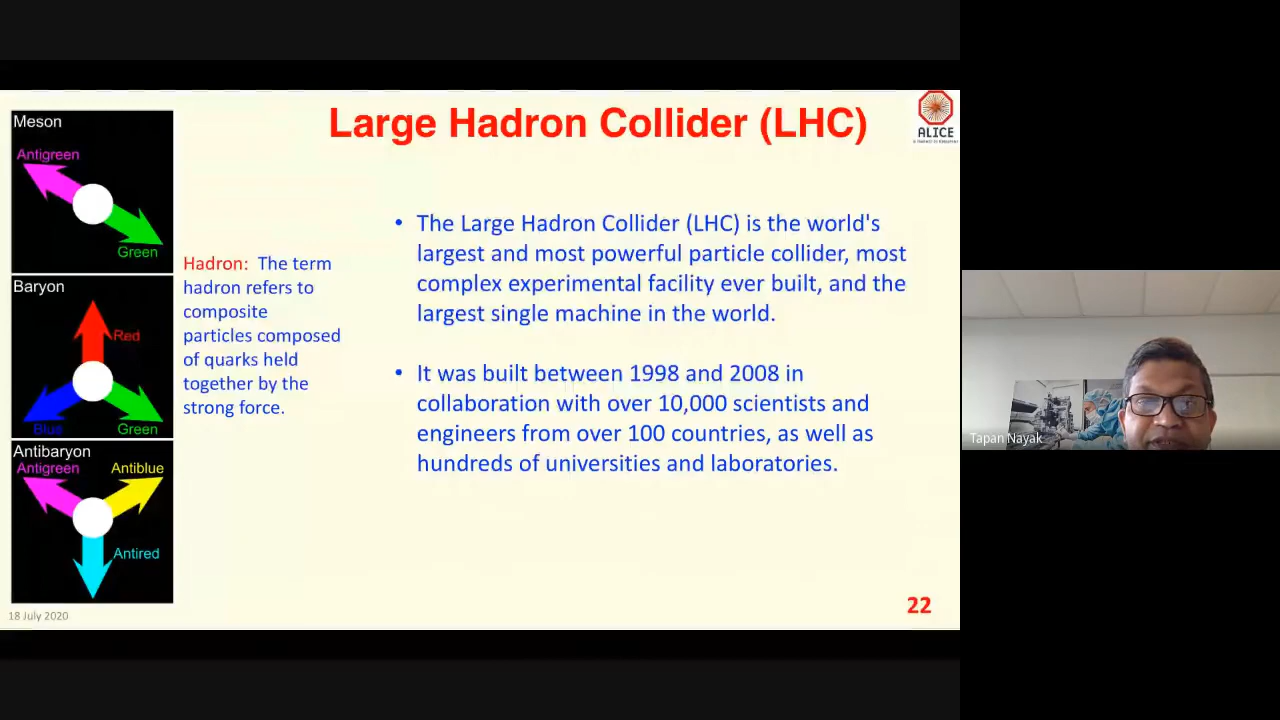 Large Hadron Collider (LHC)
ALICE
Meson
Antigreen
Green
Baryon
Red
Blue
Green
Antibaryon
Antigreen
Antiblue
Antired
Hadron: The term
hadron refers to
composite
particles composed
of quarks held
together by the
strong force.
• The Large Hadron Collider (LHC) is the world's
largest and most powerful particle collider, most
complex experimental facility ever built, and the
largest single machine in the world.
• It was built between 1998 and 2008 in
collaboration with over 10,000 scientists and
engineers from over 100 countries, as well as
hundreds of universities and laboratories.
18 July 2020
22
Tapan Nayak